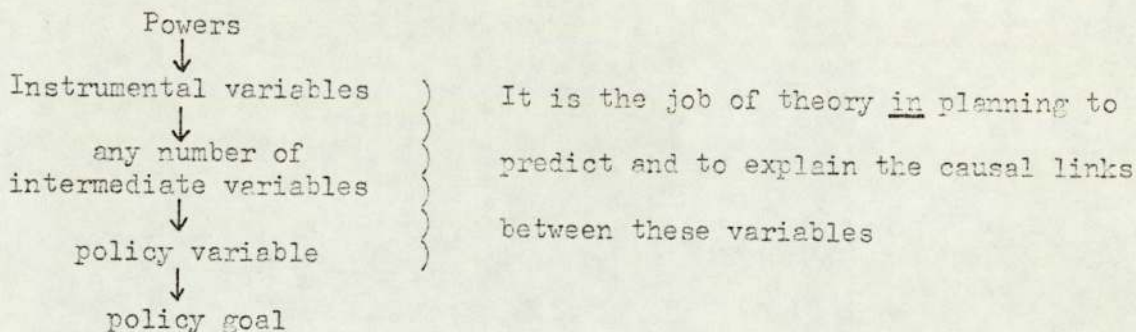 Powers
Instrumental variables
any number of
intermediate variables
policy variable
policy goal
It is the job of theory in planning to
predict and to explain the causal links
between these variables